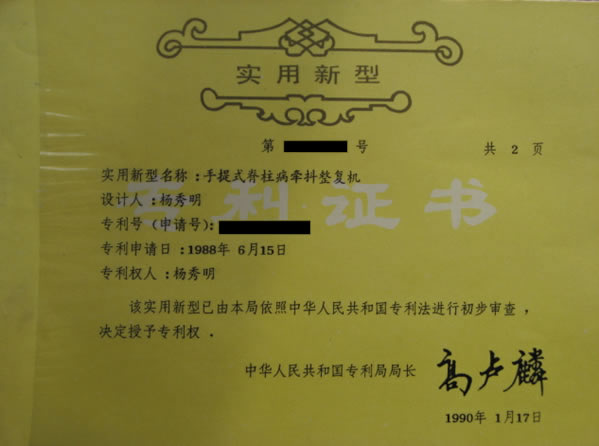 实用新型
第 号 共 2 页
实用新型名称：手提式脊柱病牵抖整复机
设计人：杨秀明
专利号(申请号)：
专利申请日：1988年 6月15日
专利权人：杨秀明
专利证书
该实用新型已由本局依照中华人民共和国专利法进行初步审查，
决定授予专利权．
中华人民共和国专利局局长 高卢麟
1990年 1月17日